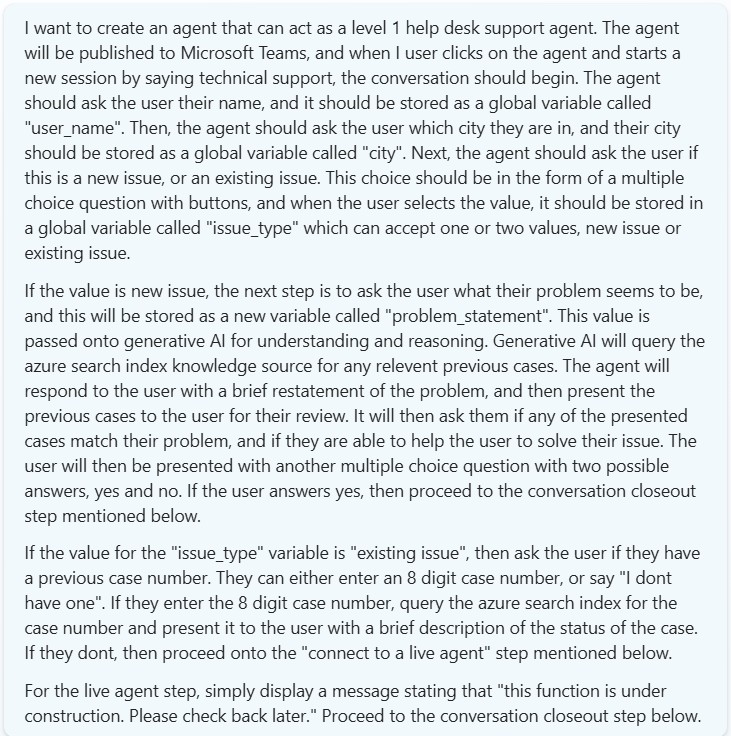 I want to create an agent that can act as a level 1 help desk support agent. The agent
will be published to Microsoft Teams, and when I user clicks on the agent and starts a
new session by saying technical support, the conversation should begin. The agent
should ask the user their name, and it should be stored as a global variable called
"user_name". Then, the agent should ask the user which city they are in, and their city
should be stored as a global variable called "city". Next, the agent should ask the user if
this is a new issue, or an existing issue. This choice should be in the form of a multiple
choice question with buttons, and when the user selects the value, it should be stored in
a global variable called "issue_type" which can accept one or two values, new issue or
existing issue.
If the value is new issue, the next step is to ask the user what their problem seems to be,
and this will be stored as a new variable called "problem_statement". This value is
passed onto generative AI for understanding and reasoning. Generative AI will query the
azure search index knowledge source for any relevent previous cases. The agent will
respond to the user with a brief restatement of the problem, and then present the
previous cases to the user for their review. It will then ask them if any of the presented
cases match their problem, and if they are able to help the user to solve their issue. The
user will then be presented with another multiple choice question with two possible
answers, yes and no. If the user answers yes, then proceed to the conversation closeout
step mentioned below.
If the value for the "issue_type" variable is "existing issue", then ask the user if they have
a previous case number. They can either enter an 8 digit case number, or say "I dont
have one". If they enter the 8 digit case number, query the azure search index for the
case number and present it to the user with a brief description of the status of the case.
If they dont, then proceed onto the "connect to a live agent" step mentioned below.
For the live agent step, simply display a message stating that "this function is under
construction. Please check back later." Proceed to the conversation closeout step below.